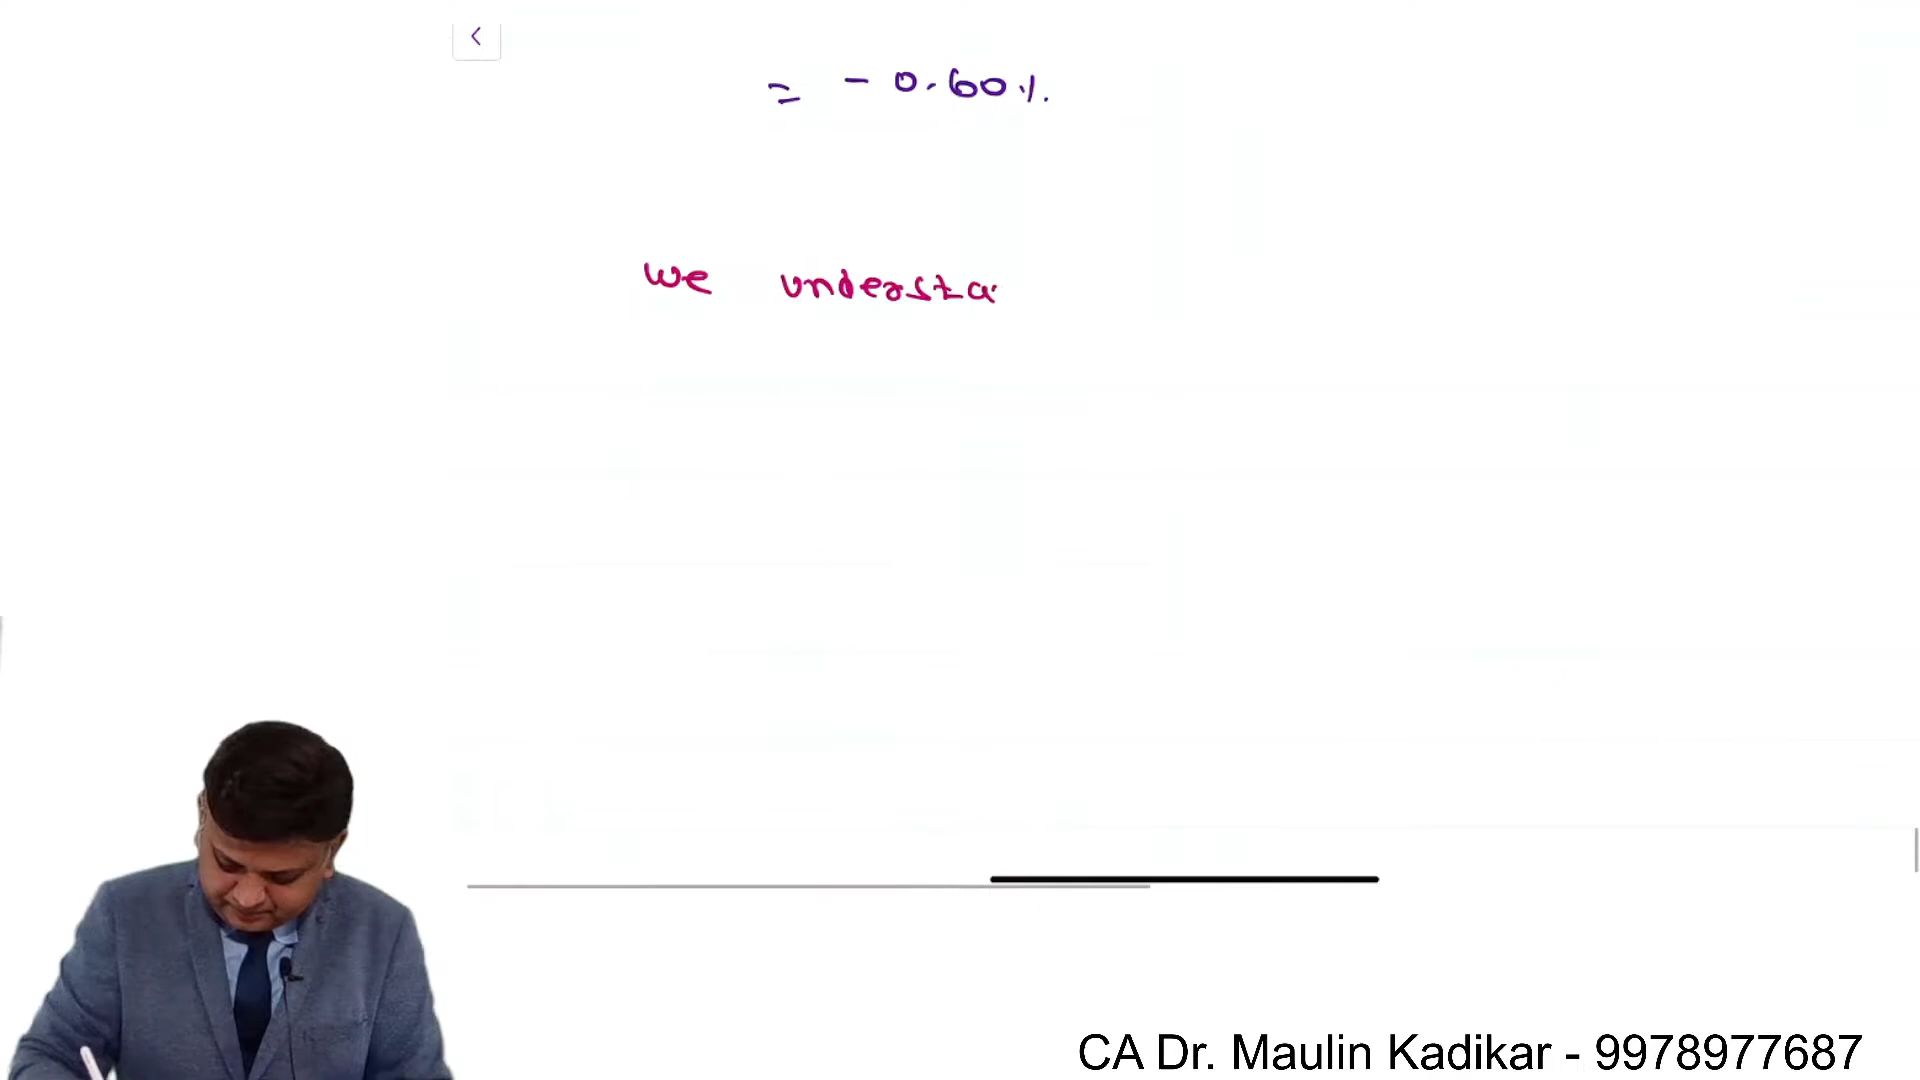 = - 0.60%.
we understa
CA Dr. Maulin Kadikar - 9978977687